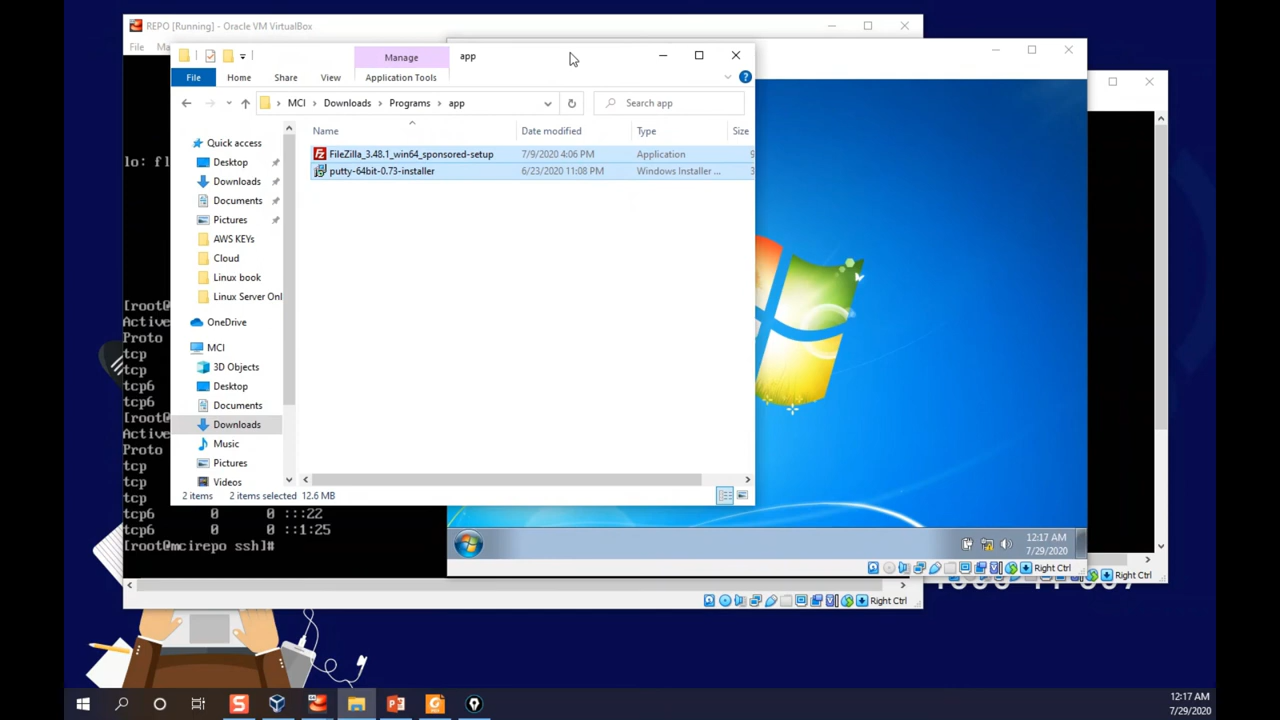 REPO [Running] - Oracle VM VirtualBox
File
Ma
Manage
app
File
Home
Share
View
Application Tools
MCI
Downloads
Programs
app
Search app
Name
Date modified
Type
Size
Quick access
Desktop
Downloads
Documents
Pictures
AWS KEYs
Cloud
Linux book
Linux Server Onl
OneDrive
MCI
3D Objects
Desktop
Documents
Downloads
Music
Pictures
Videos
FileZilla_3.48.1_win64_sponsored-setup 7/9/2020 4:06 PM Application 9
putty-64bit-0.73-installer 6/23/2020 11:08 PM Windows Installer ... 3
2 items 2 items selected 12.6 MB
lo: fl
[root@
Active
Proto
tcp
tcp
tcp6
tcp6
[root@
Active
Proto
tcp
tcp
tcp
tcp6 0 0 :::22
tcp6 0 0 ::1:25
[root@mcirepo ssh]#
12:17 AM
7/29/2020
Right Ctrl
Right Ctrl
Right Ctrl
12:17 AM
7/29/2020